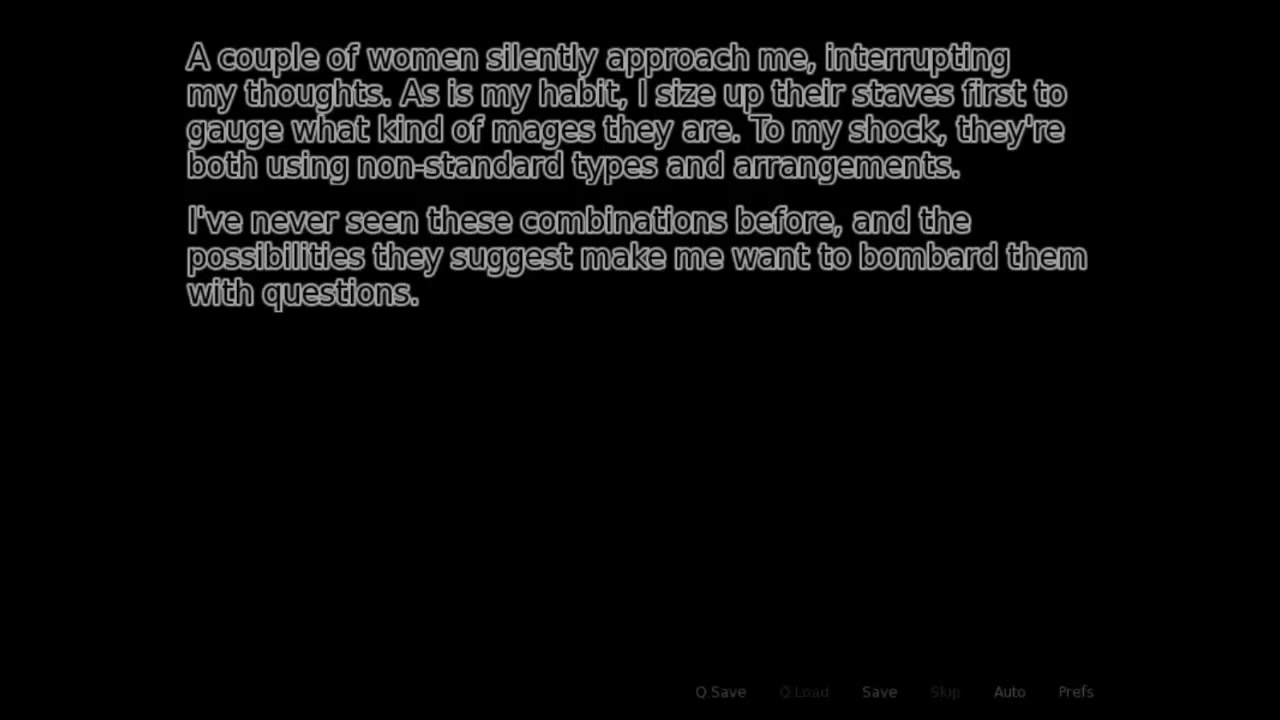 A couple of women silently approach me, interrupting
my thoughts. As is my habit, I size up their staves first to
gauge what kind of mages they are. To my shock, they're
both using non-standard types and arrangements.
I've never seen these combinations before, and the
possibilities they suggest make me want to bombard them
with questions.
Q.Save Q.Load Save Skip Auto Prefs